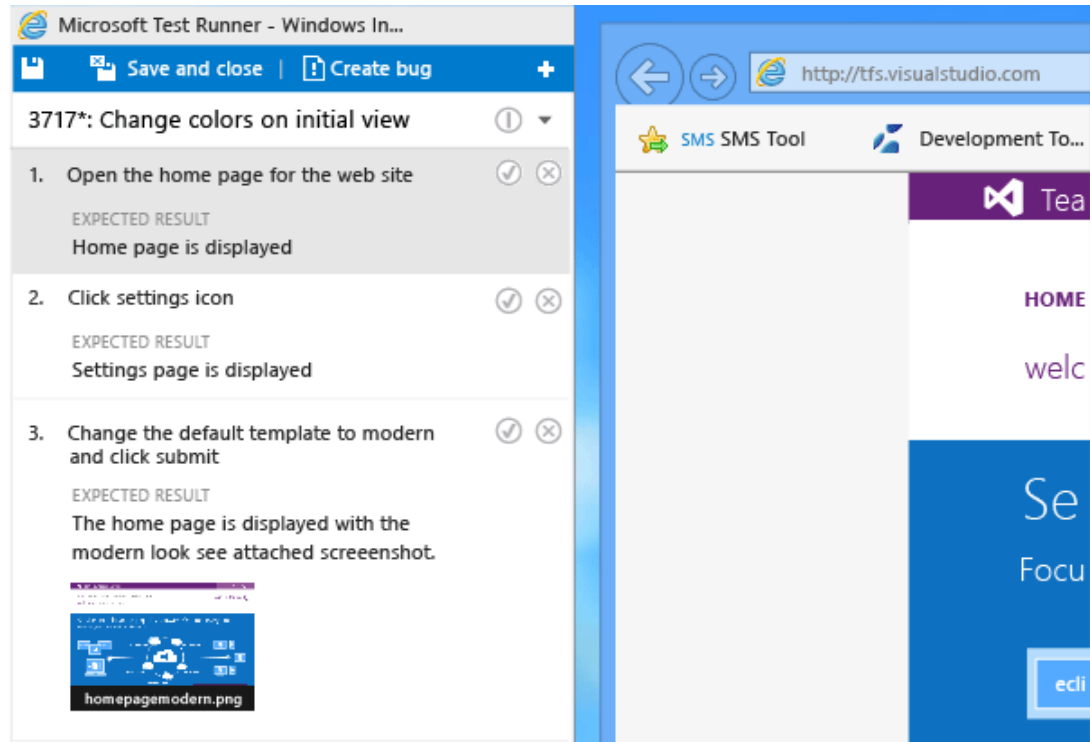 Microsoft Test Runner - Windows In...
Save and close | Create bug
3717*: Change colors on initial view
1. Open the home page for the web site
EXPECTED RESULT
Home page is displayed
2. Click settings icon
EXPECTED RESULT
Settings page is displayed
3. Change the default template to modern
and click submit
EXPECTED RESULT
The home page is displayed with the
modern look see attached screeenshot.
homepagemodern.png
http://tfs.visualstudio.com
SMS SMS Tool
Development To...
Tea
HOME
welc
Se
Focu
ecli